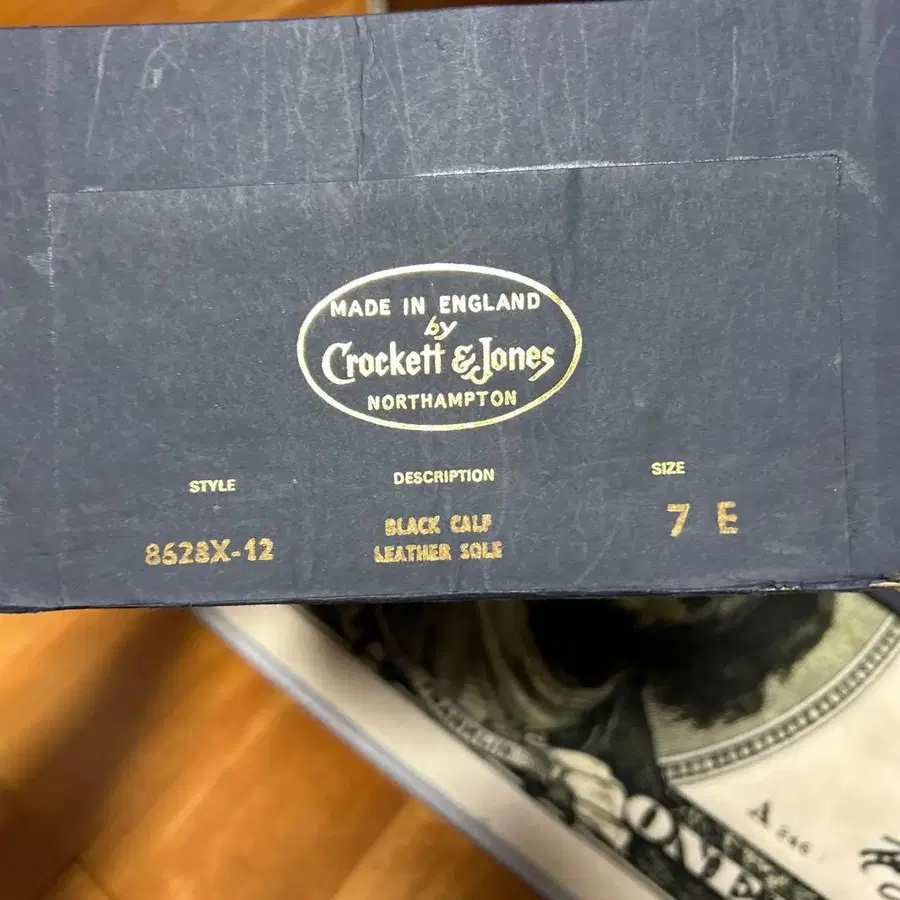 MADE IN ENGLAND
by
Crockett & Jones
NORTHAMPTON
STYLE DESCRIPTION SIZE
8628X-12 BLACK CALF 7 E
LEATHER SOLE
ONE